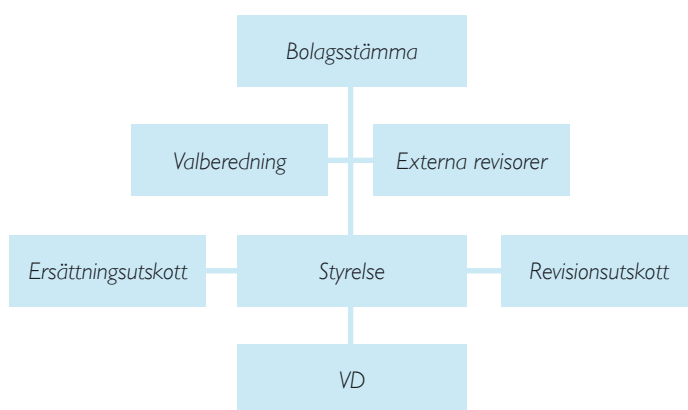 Bolagsstämma
Valberedning
Externa revisorer
Ersättningsutskott
Styrelse
Revisionsutskott
VD